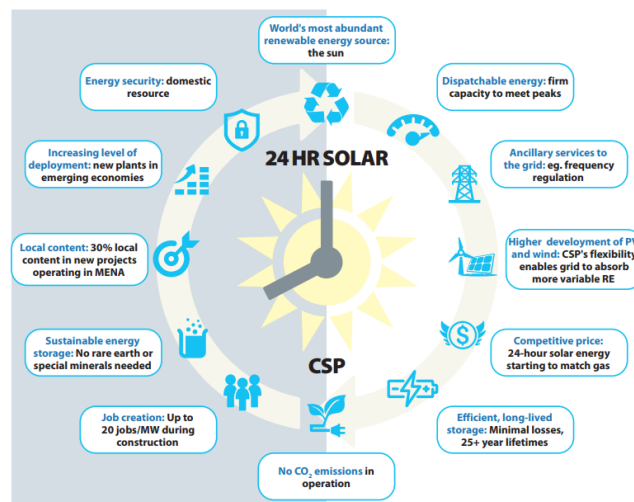 World's most abundant
renewable energy source:
the sun
Energy security: domestic
resource
Dispatchable energy: firm
capacity to meet peaks
Increasing level of
deployment: new plants in
emerging economies
24 HR SOLAR
Ancillary services to
the grid: eg. frequency
regulation
Local content: 30% local
content in new projects
operating in MENA
Higher development of PV
and wind: CSP's flexibility
enables grid to absorb
more variable RE
Sustainable energy
storage: No rare earth or
special minerals needed
$
Competitive price:
24-hour solar energy
starting to match gas
CSP
Job creation: Up to
20 jobs/MW during
construction
Efficient, long-lived
storage: Minimal losses,
25+ year lifetimes
No CO₂ emissions in
operation